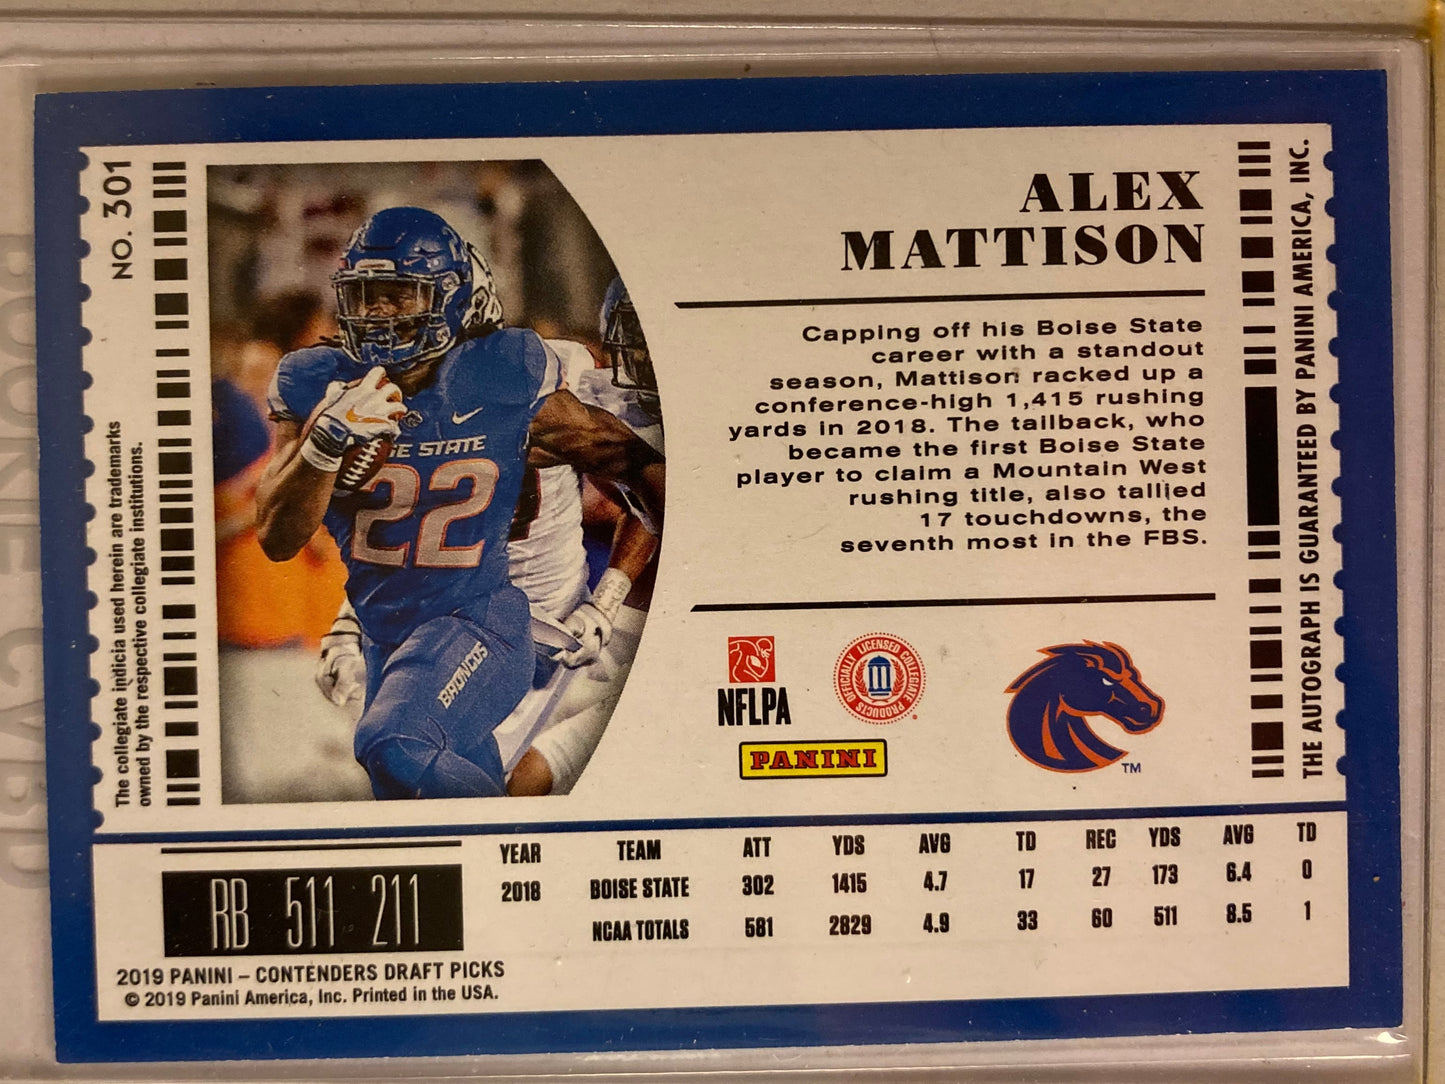 NO. 301
The collegiate indicia used herein are trademarks
owned by the respective collegiate institutions.
STATE
22
BRONCOS
ALEX
MATTISON
Capping off his Boise State
career with a standout
season, Mattison racked up a
conference-high 1,415 rushing
yards in 2018. The tailback, who
became the first Boise State
player to claim a Mountain West
rushing title, also tallied
17 touchdowns, the
seventh most in the FBS.
NFLPA
OFFICIALLY LICENSED COLLEGIATE PRODUCTS
PANINI
TM
THE AUTOGRAPH IS GUARANTEED BY PANINI AMERICA, INC.
YEAR TEAM ATT YDS AVG TD REC YDS AVG TD
2018 BOISE STATE 302 1415 4.7 17 27 173 6.4 0
NCAA TOTALS 581 2829 4.9 33 60 511 8.5 1
RB 511 211
2019 PANINI – CONTENDERS DRAFT PICKS
© 2019 Panini America, Inc. Printed in the USA.